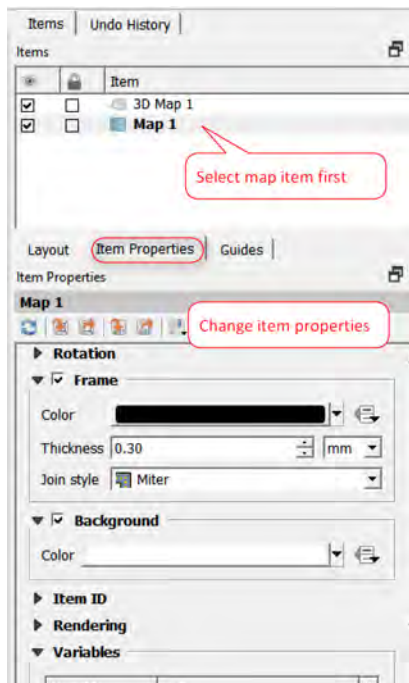 Items Undo History
Items
Item
3D Map 1
Map 1
Select map item first
Layout Item Properties Guides
Item Properties
Map 1
Change item properties
Rotation
Frame
Color
Thickness 0.30 mm
Join style Miter
Background
Color
Item ID
Rendering
Variables